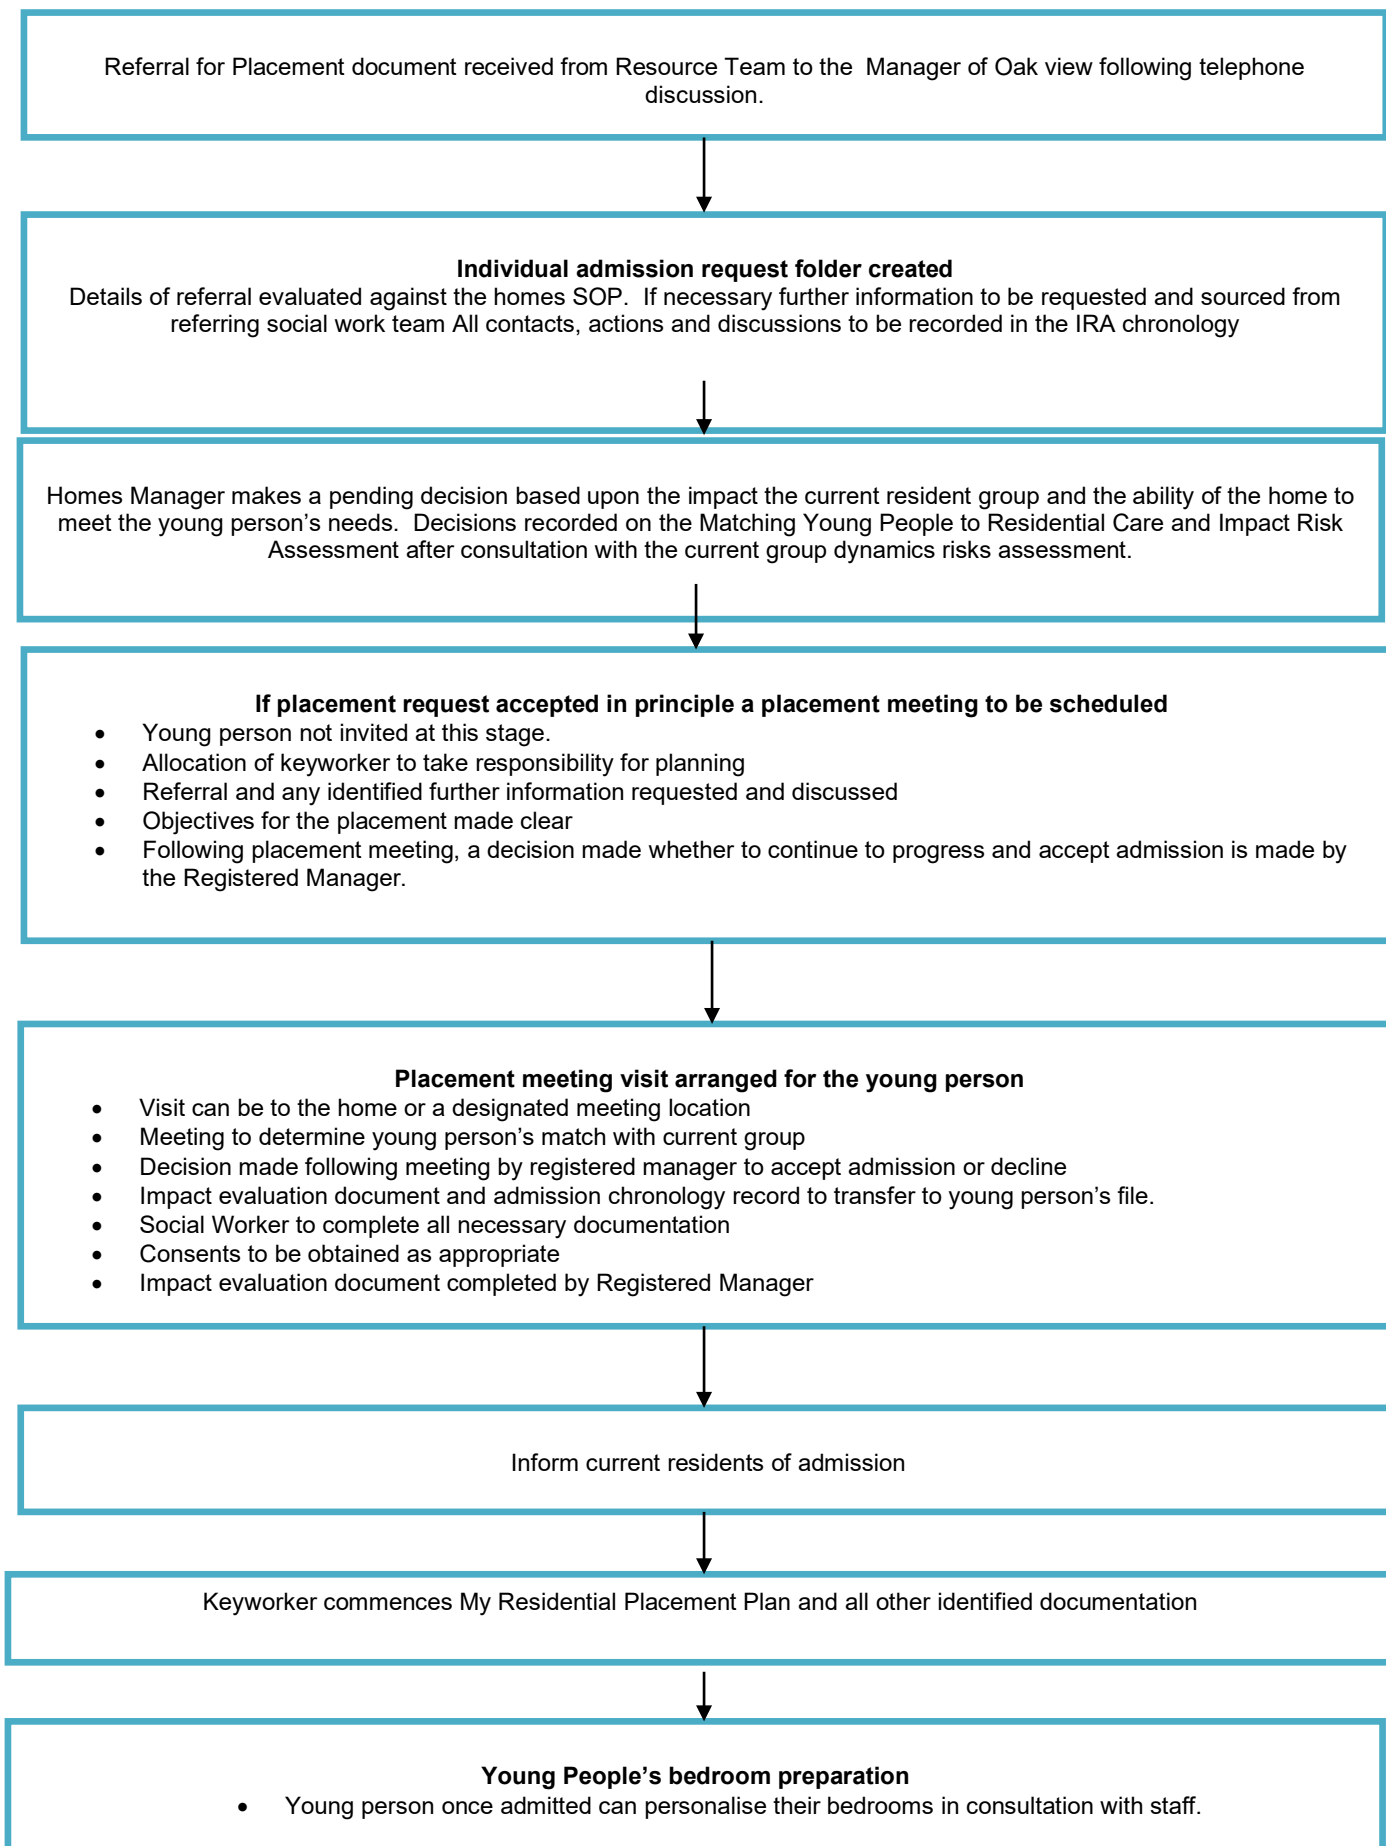 Referral for Placement document received from Resource Team to the  Manager of Oak view following telephone
discussion.
Individual admission request folder created
Details of referral evaluated against the homes SOP.  If necessary further information to be requested and sourced from
referring social work team All contacts, actions and discussions to be recorded in the IRA chronology
Homes Manager makes a pending decision based upon the impact the current resident group and the ability of the home to
meet the young person’s needs.  Decisions recorded on the Matching Young People to Residential Care and Impact Risk
Assessment after consultation with the current group dynamics risks assessment.
If placement request accepted in principle a placement meeting to be scheduled
• Young person not invited at this stage.
• Allocation of keyworker to take responsibility for planning
• Referral and any identified further information requested and discussed
• Objectives for the placement made clear
• Following placement meeting, a decision made whether to continue to progress and accept admission is made by
the Registered Manager.
Placement meeting visit arranged for the young person
• Visit can be to the home or a designated meeting location
• Meeting to determine young person’s match with current group
• Decision made following meeting by registered manager to accept admission or decline
• Impact evaluation document and admission chronology record to transfer to young person’s file.
• Social Worker to complete all necessary documentation
• Consents to be obtained as appropriate
• Impact evaluation document completed by Registered Manager
Inform current residents of admission
Keyworker commences My Residential Placement Plan and all other identified documentation
Young People’s bedroom preparation
• Young person once admitted can personalise their bedrooms in consultation with staff.